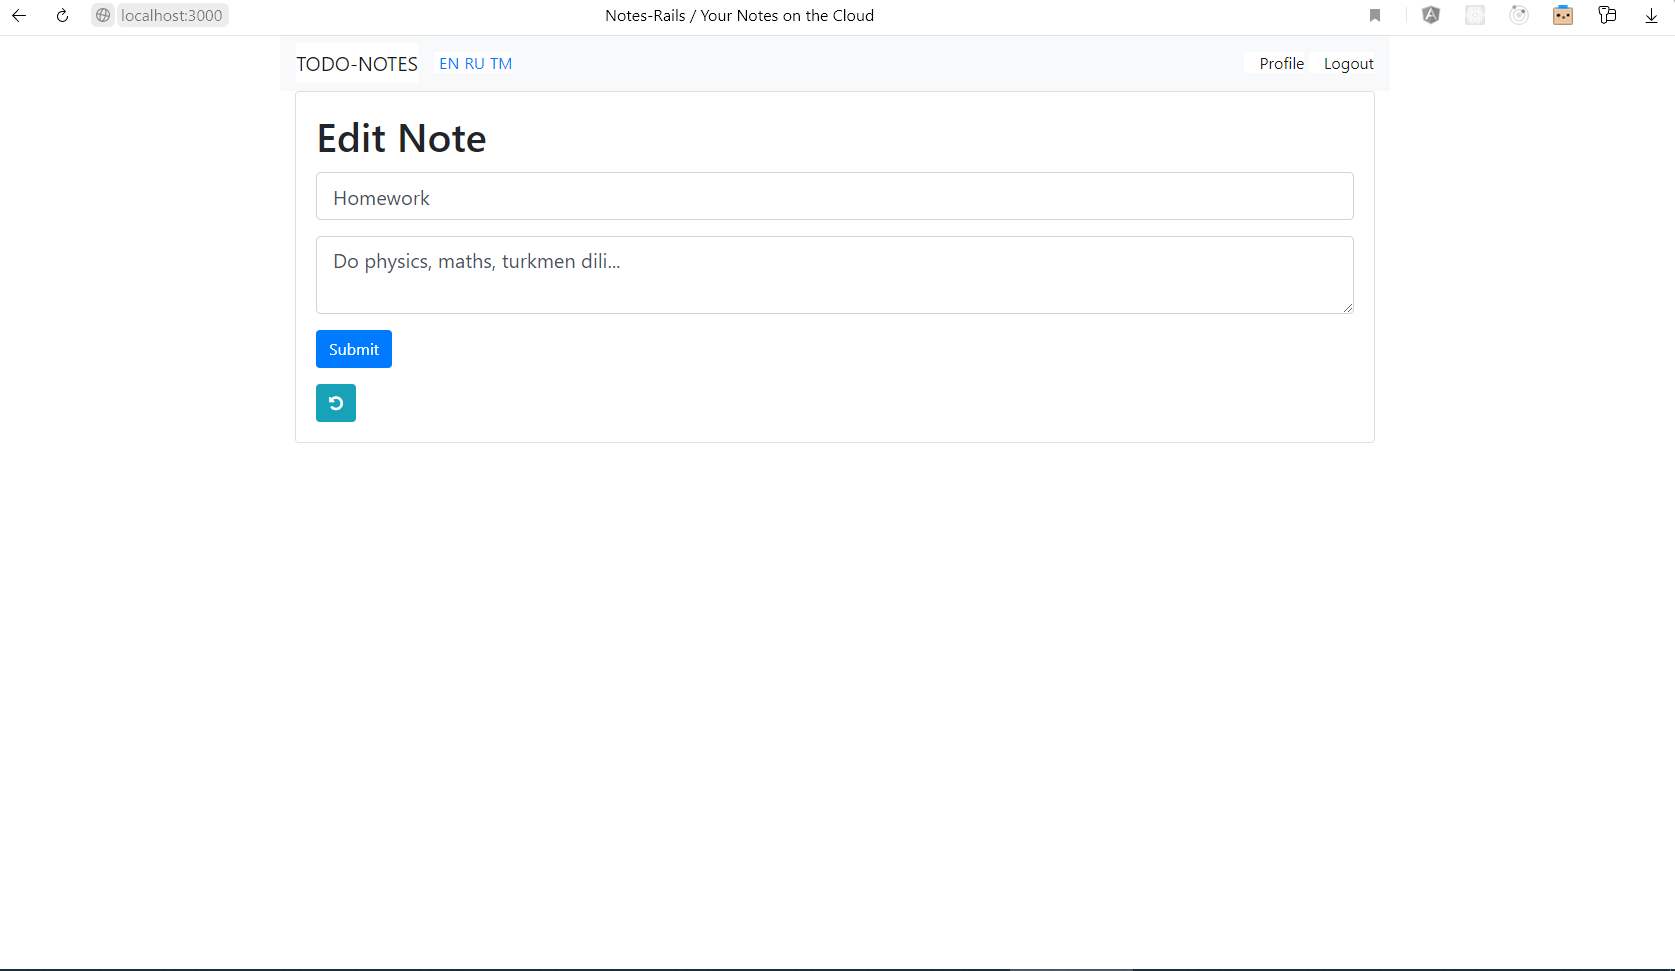 localhost:3000 Notes-Rails / Your Notes on the Cloud
TODO-NOTES EN RU TM Profile Logout
Edit Note
Homework
Do physics, maths, turkmen dili...
Submit